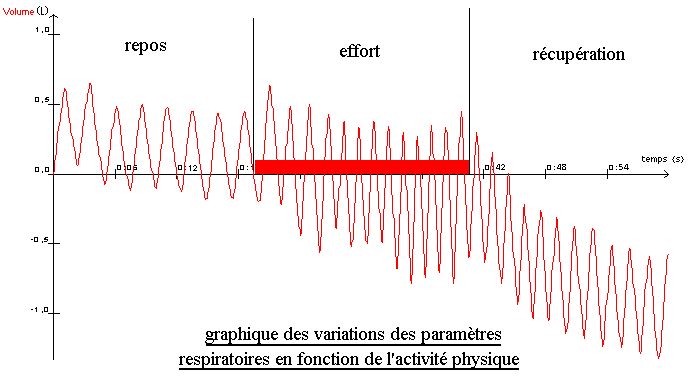 Volume (L)
1,0
repos
effort
récupération
0,5
temps (s)
0,0
0:06
0:12
0:42
0:48
0:54
-0,5
-1,0
graphique des variations des paramètres
respiratoires en fonction de l'activité physique